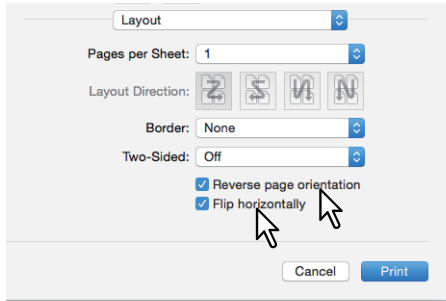 Layout
Pages per Sheet: 1
Layout Direction:
Border: None
Two-Sided: Off
Reverse page orientation
Flip horizontally
Cancel Print